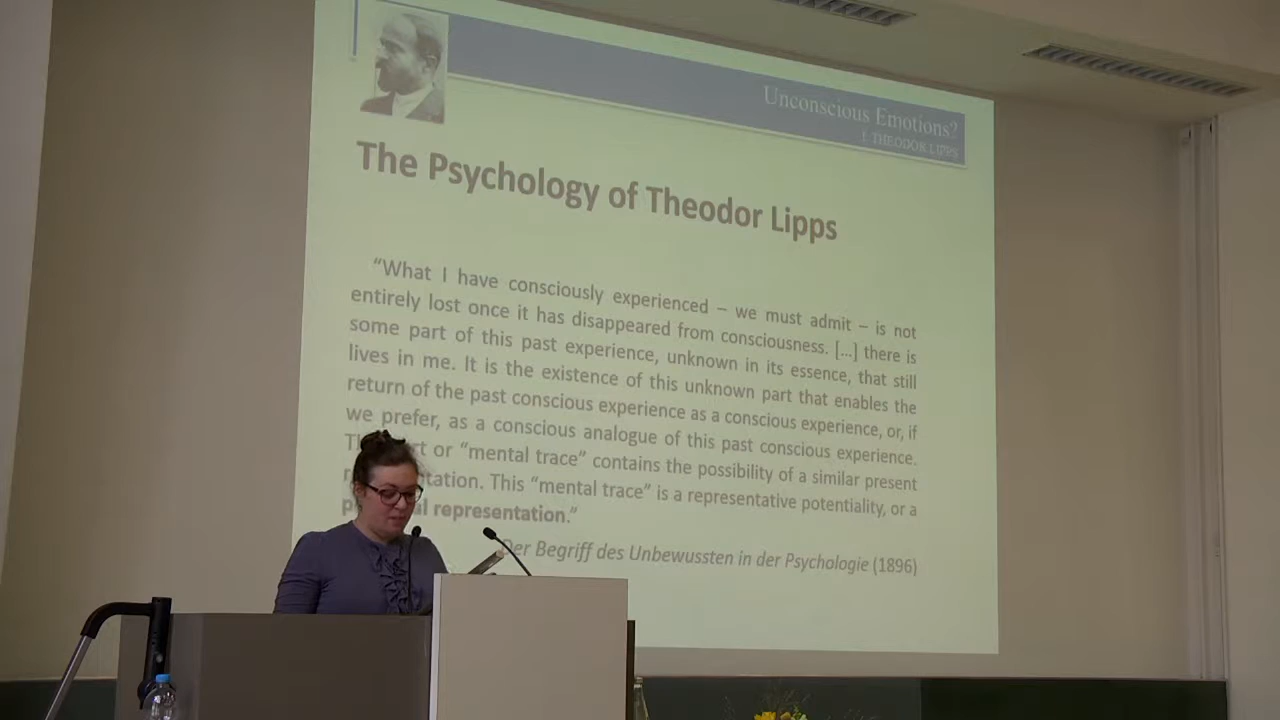 Unconscious Emotions?
I. THEODOR LIPPS
The Psychology of Theodor Lipps
“What I have consciously experienced – we must admit – is not
entirely lost once it has disappeared from consciousness. [...] there is
some part of this past experience, unknown in its essence, that still
lives in me. It is the existence of this unknown part that enables the
return of the past conscious experience as a conscious experience, or, if
we prefer, as a conscious analogue of this past conscious experience.
or “mental trace” contains the possibility of a similar present
This “mental trace” is a representative potentiality, or a
representation.”
Der Begriff des Unbewussten in der Psychologie (1896)